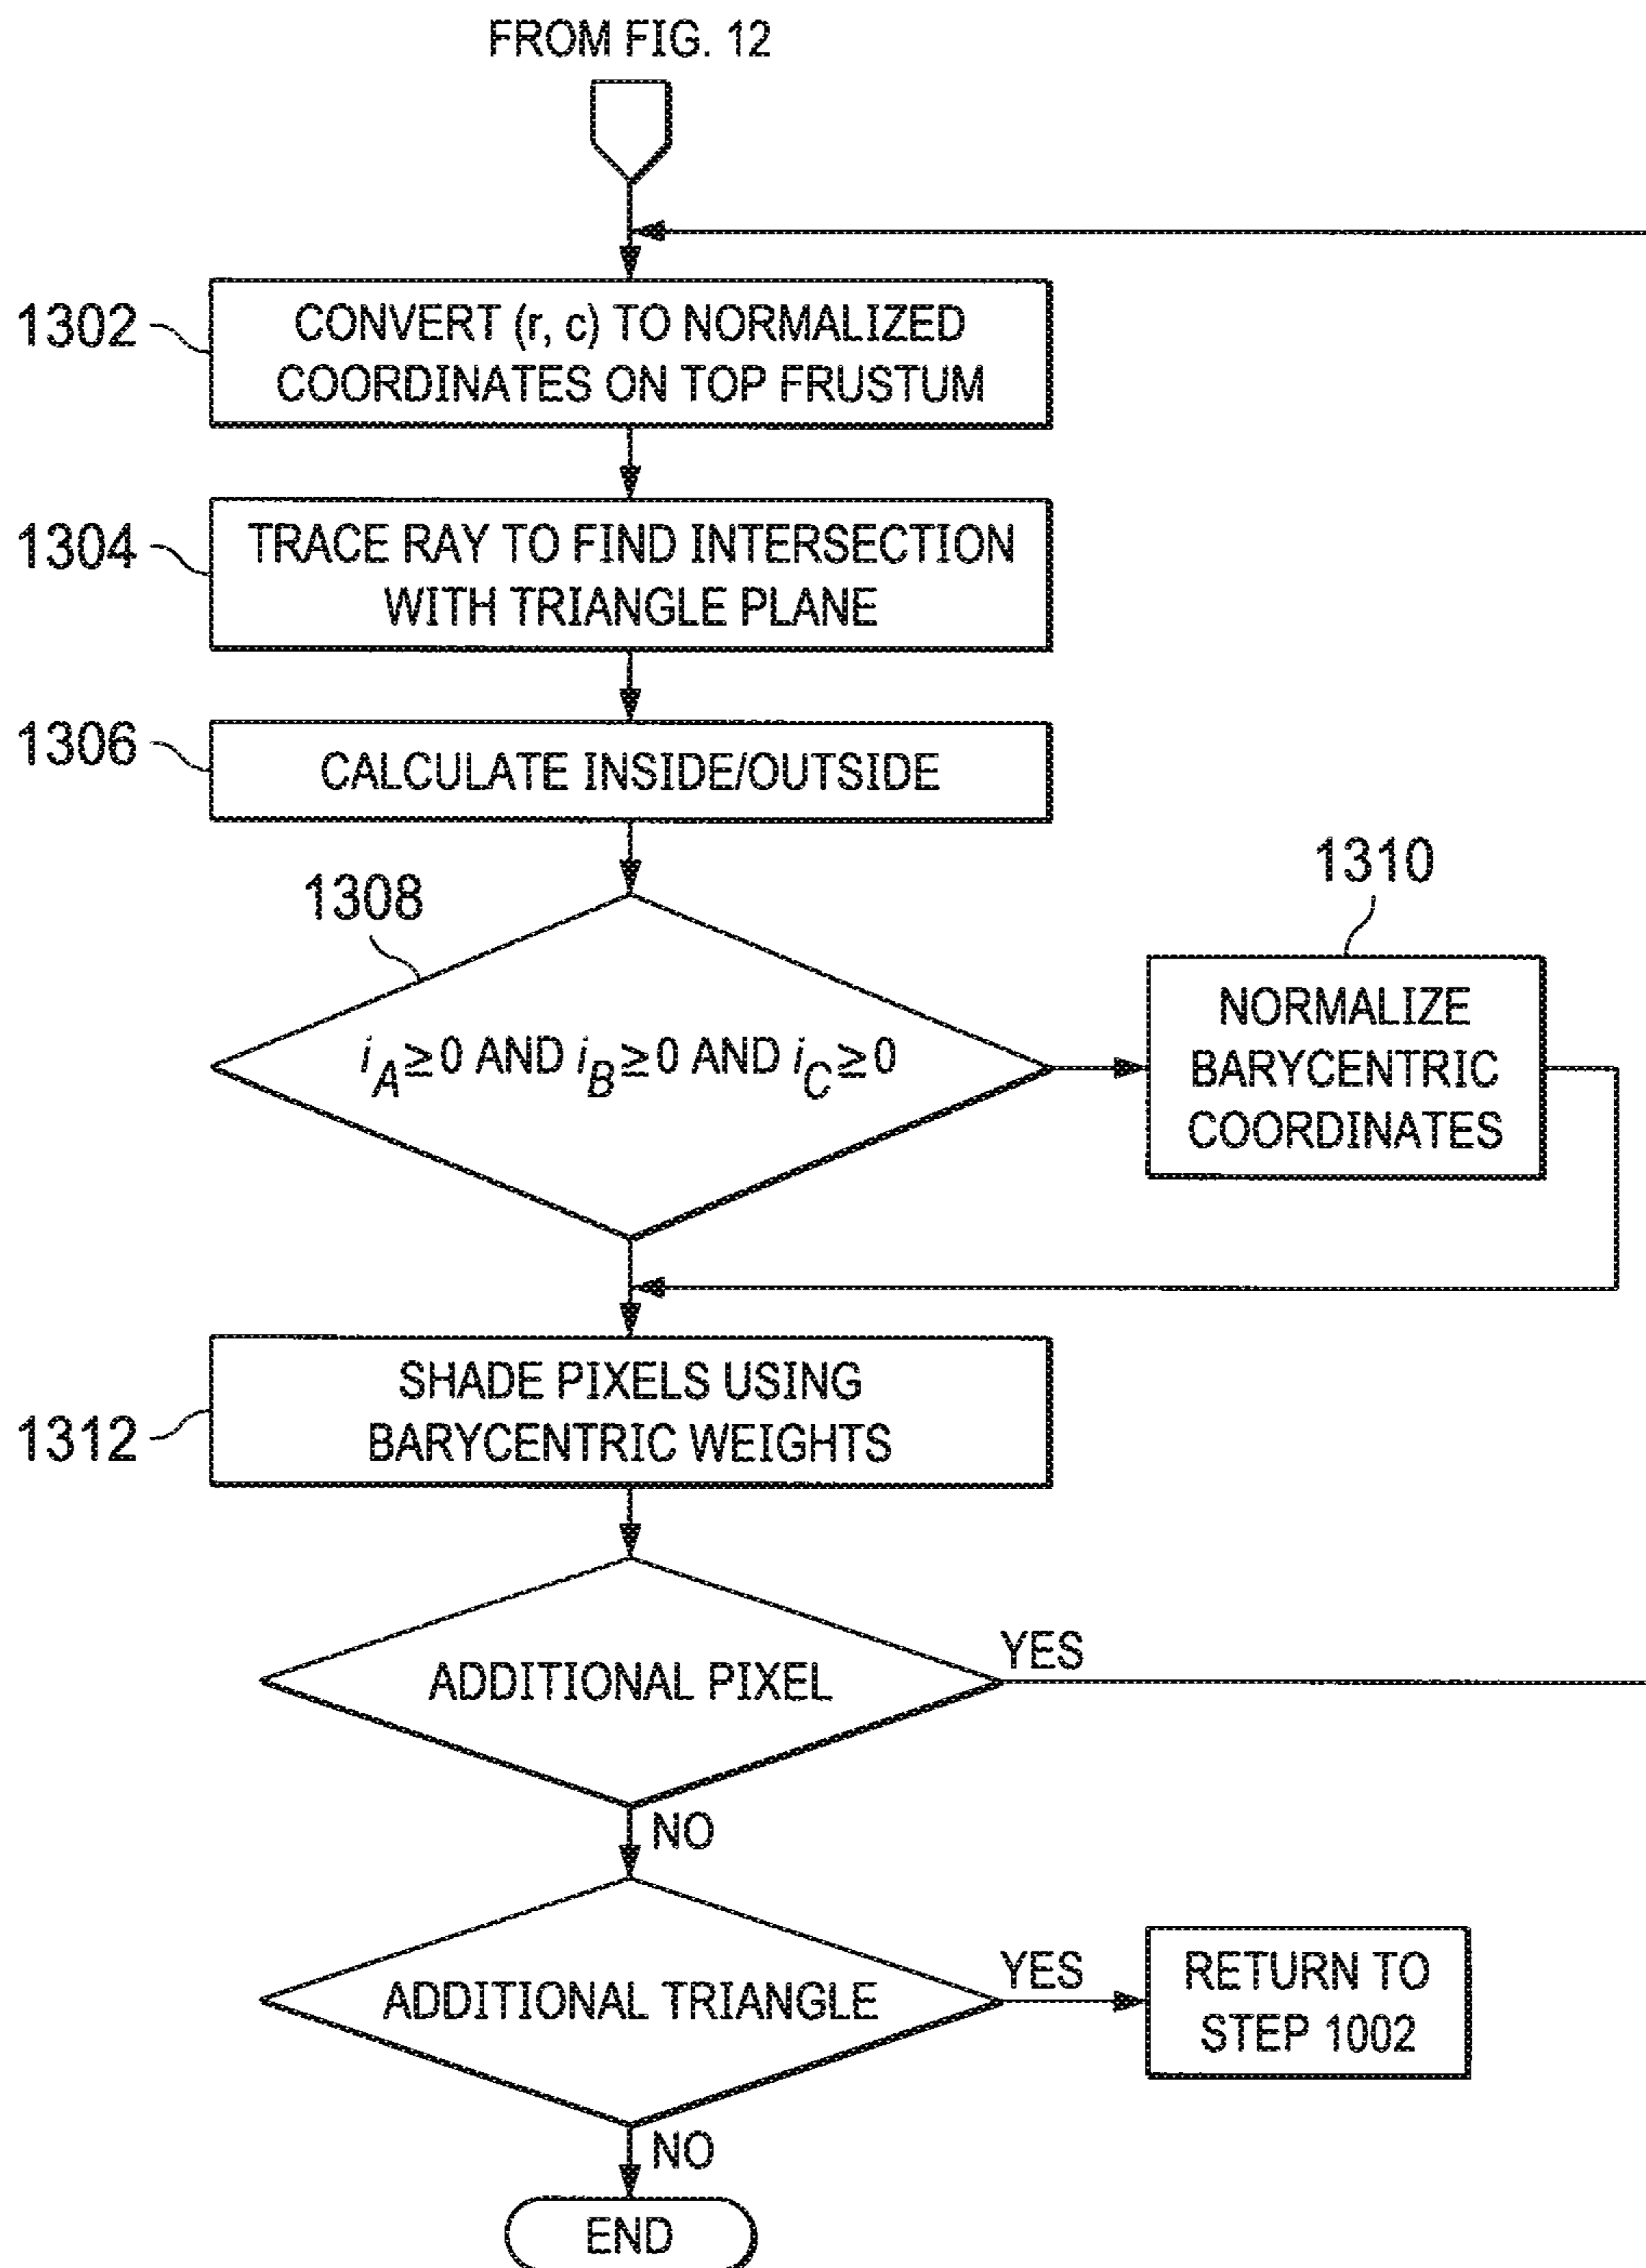 FROM FIG. 12
1302
CONVERT (r, c) TO NORMALIZED
COORDINATES ON TOP FRUSTUM
1304
TRACE RAY TO FIND INTERSECTION
WITH TRIANGLE PLANE
1306
CALCULATE INSIDE/OUTSIDE
1308
i_A ≥ 0 AND i_B ≥ 0 AND i_C ≥ 0
1310
NORMALIZE
BARYCENTRIC
COORDINATES
1312
SHADE PIXELS USING
BARYCENTRIC WEIGHTS
ADDITIONAL PIXEL
YES
NO
ADDITIONAL TRIANGLE
YES
RETURN TO
STEP 1002
NO
END